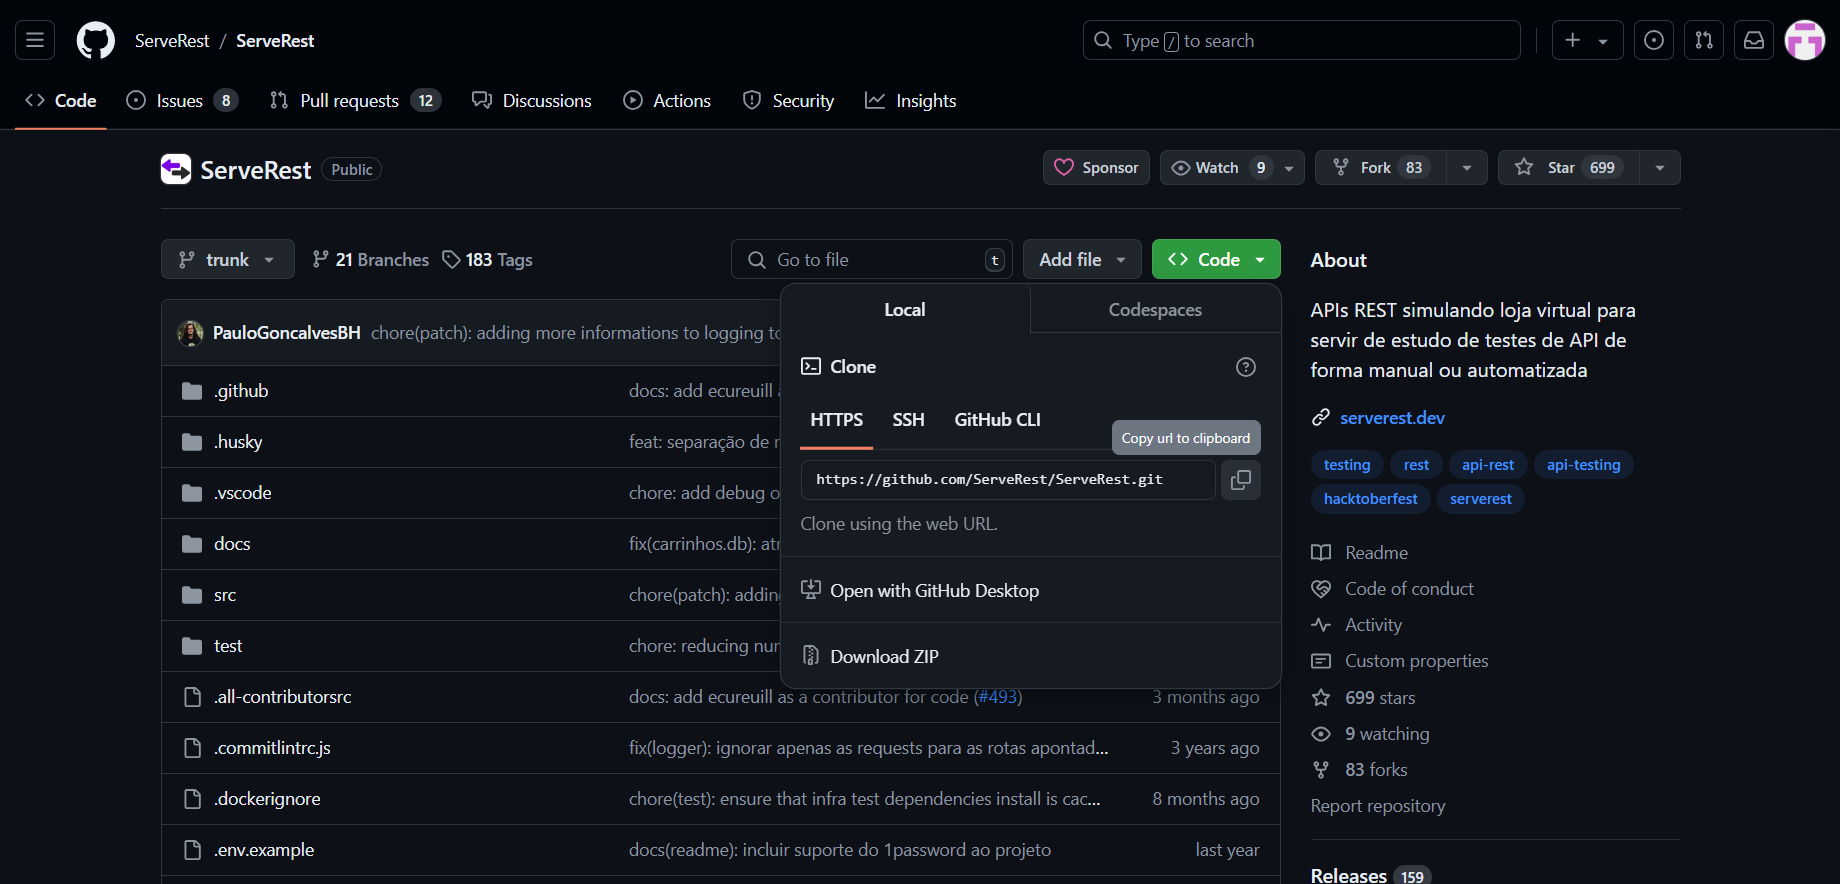 ServeRest / ServeRest
Type / to search
Code
Issues 8
Pull requests 12
Discussions
Actions
Security
Insights
ServeRest Public
Sponsor
Watch 9
Fork 83
Star 699
trunk
21 Branches
183 Tags
Go to file t
Add file
Code
Local
Codespaces
Clone
HTTPS
SSH
GitHub CLI
Copy url to clipboard
https://github.com/ServeRest/ServeRest.git
Clone using the web URL.
Open with GitHub Desktop
Download ZIP
PauloGoncalvesBH chore(patch): adding more informations to logging
.github docs: add ecureuill
.husky feat: separação de
.vscode chore: add debug
docs fix(carrinhos.db):
src chore(patch):
test chore: reducing
.all-contributorsrc docs: add ecureuill as a contributor for code (#493) 3 months ago
.commitlintrc.js fix(logger): ignorar apenas as requests para as rotas apontad... 3 years ago
.dockerignore chore(test): ensure that infra test dependencies install is cac... 8 months ago
.env.example docs(readme): incluir suporte do 1password ao projeto last year
About
APIs REST simulando loja virtual para
servir de estudo de testes de API de
forma manual ou automatizada
serverest.dev
testing rest api-rest api-testing
hacktoberfest serverest
Readme
Code of conduct
Activity
Custom properties
699 stars
9 watching
83 forks
Report repository
Releases 159